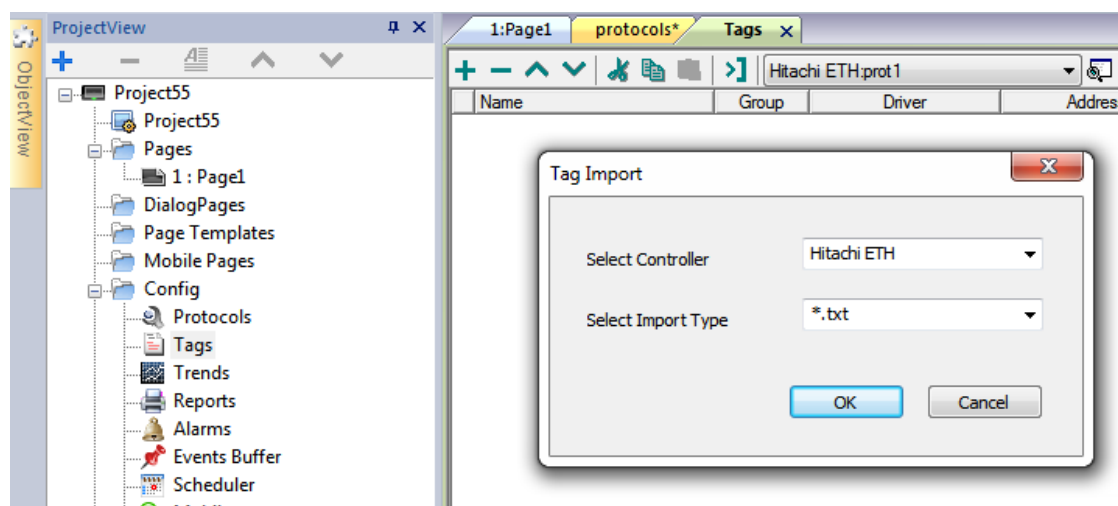 ObjectView
ProjectView
Project55
Project55
Pages
1 : Page1
DialogPages
Page Templates
Mobile Pages
Config
Protocols
Tags
Trends
Reports
Alarms
Events Buffer
Scheduler
1:Page1 protocols* Tags
Hitachi ETH:prot1
Name Group Driver Addres
Tag Import
Select Controller Hitachi ETH
Select Import Type *.txt
OK Cancel